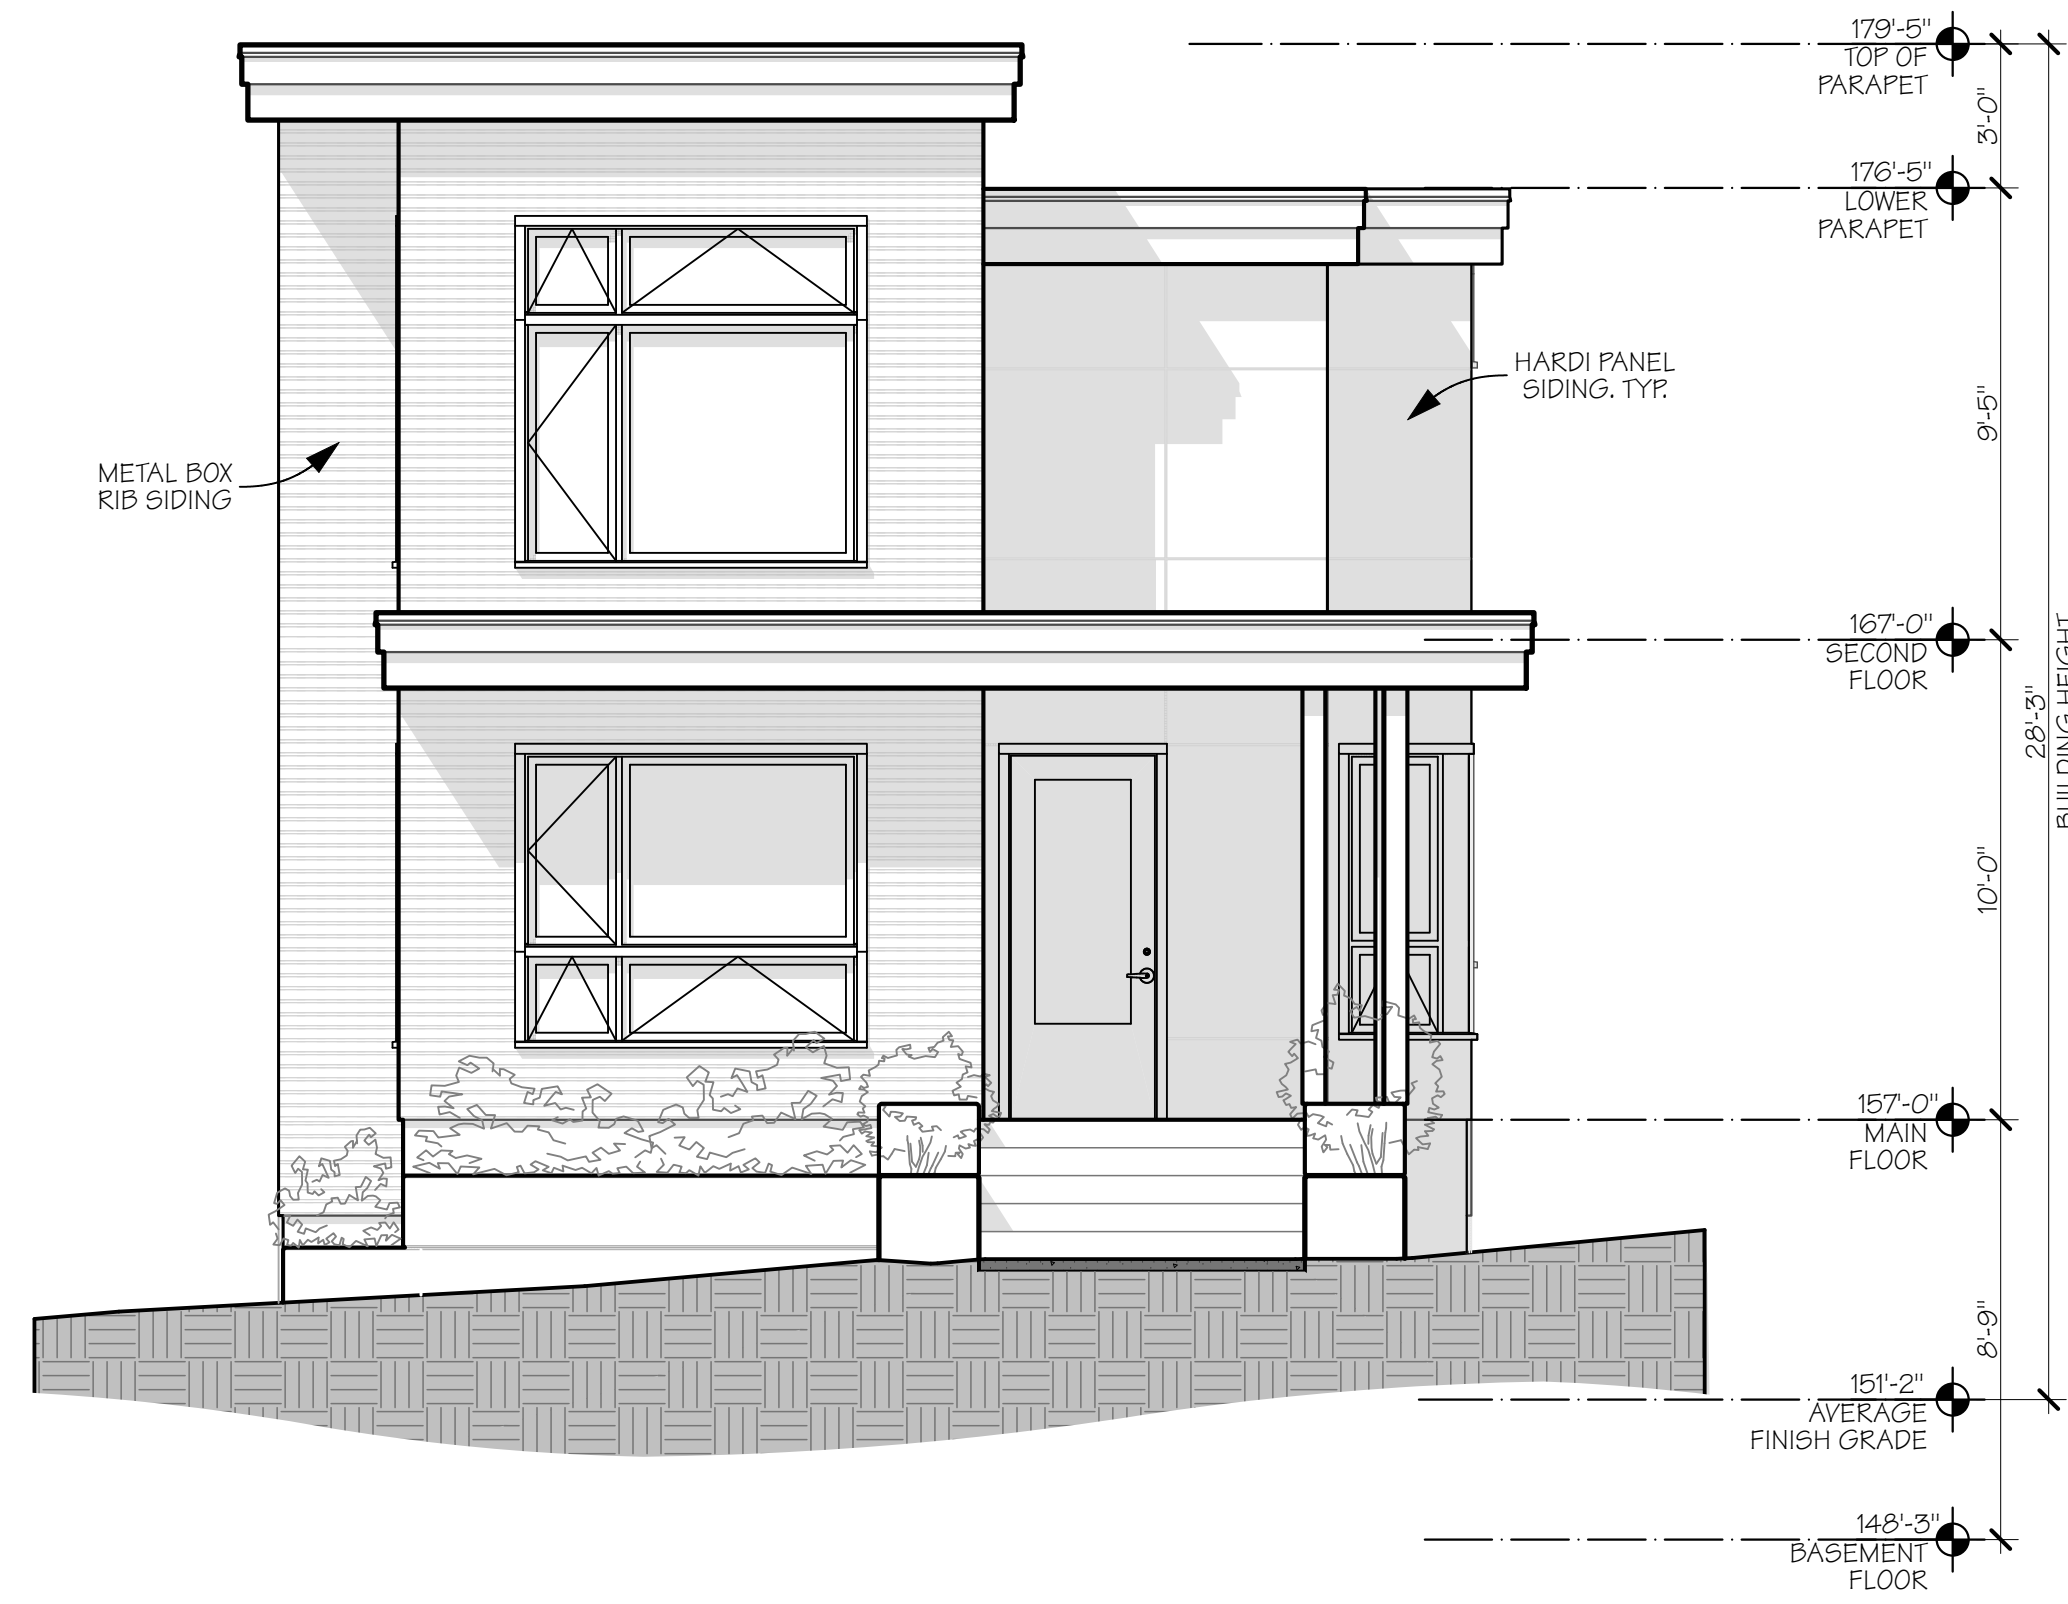 179'-5"
TOP OF
PARAPET
3'-0"
176'-5"
LOWER
PARAPET
HARDI PANEL
SIDING. TYP.
9'-5"
METAL BOX
RIB SIDING
167'-0"
SECOND
FLOOR
28'-3"
BUILDING HEIGHT
10'-0"
157'-0"
MAIN
FLOOR
8'-9"
151'-2"
AVERAGE
FINISH GRADE
148'-3"
BASEMENT
FLOOR